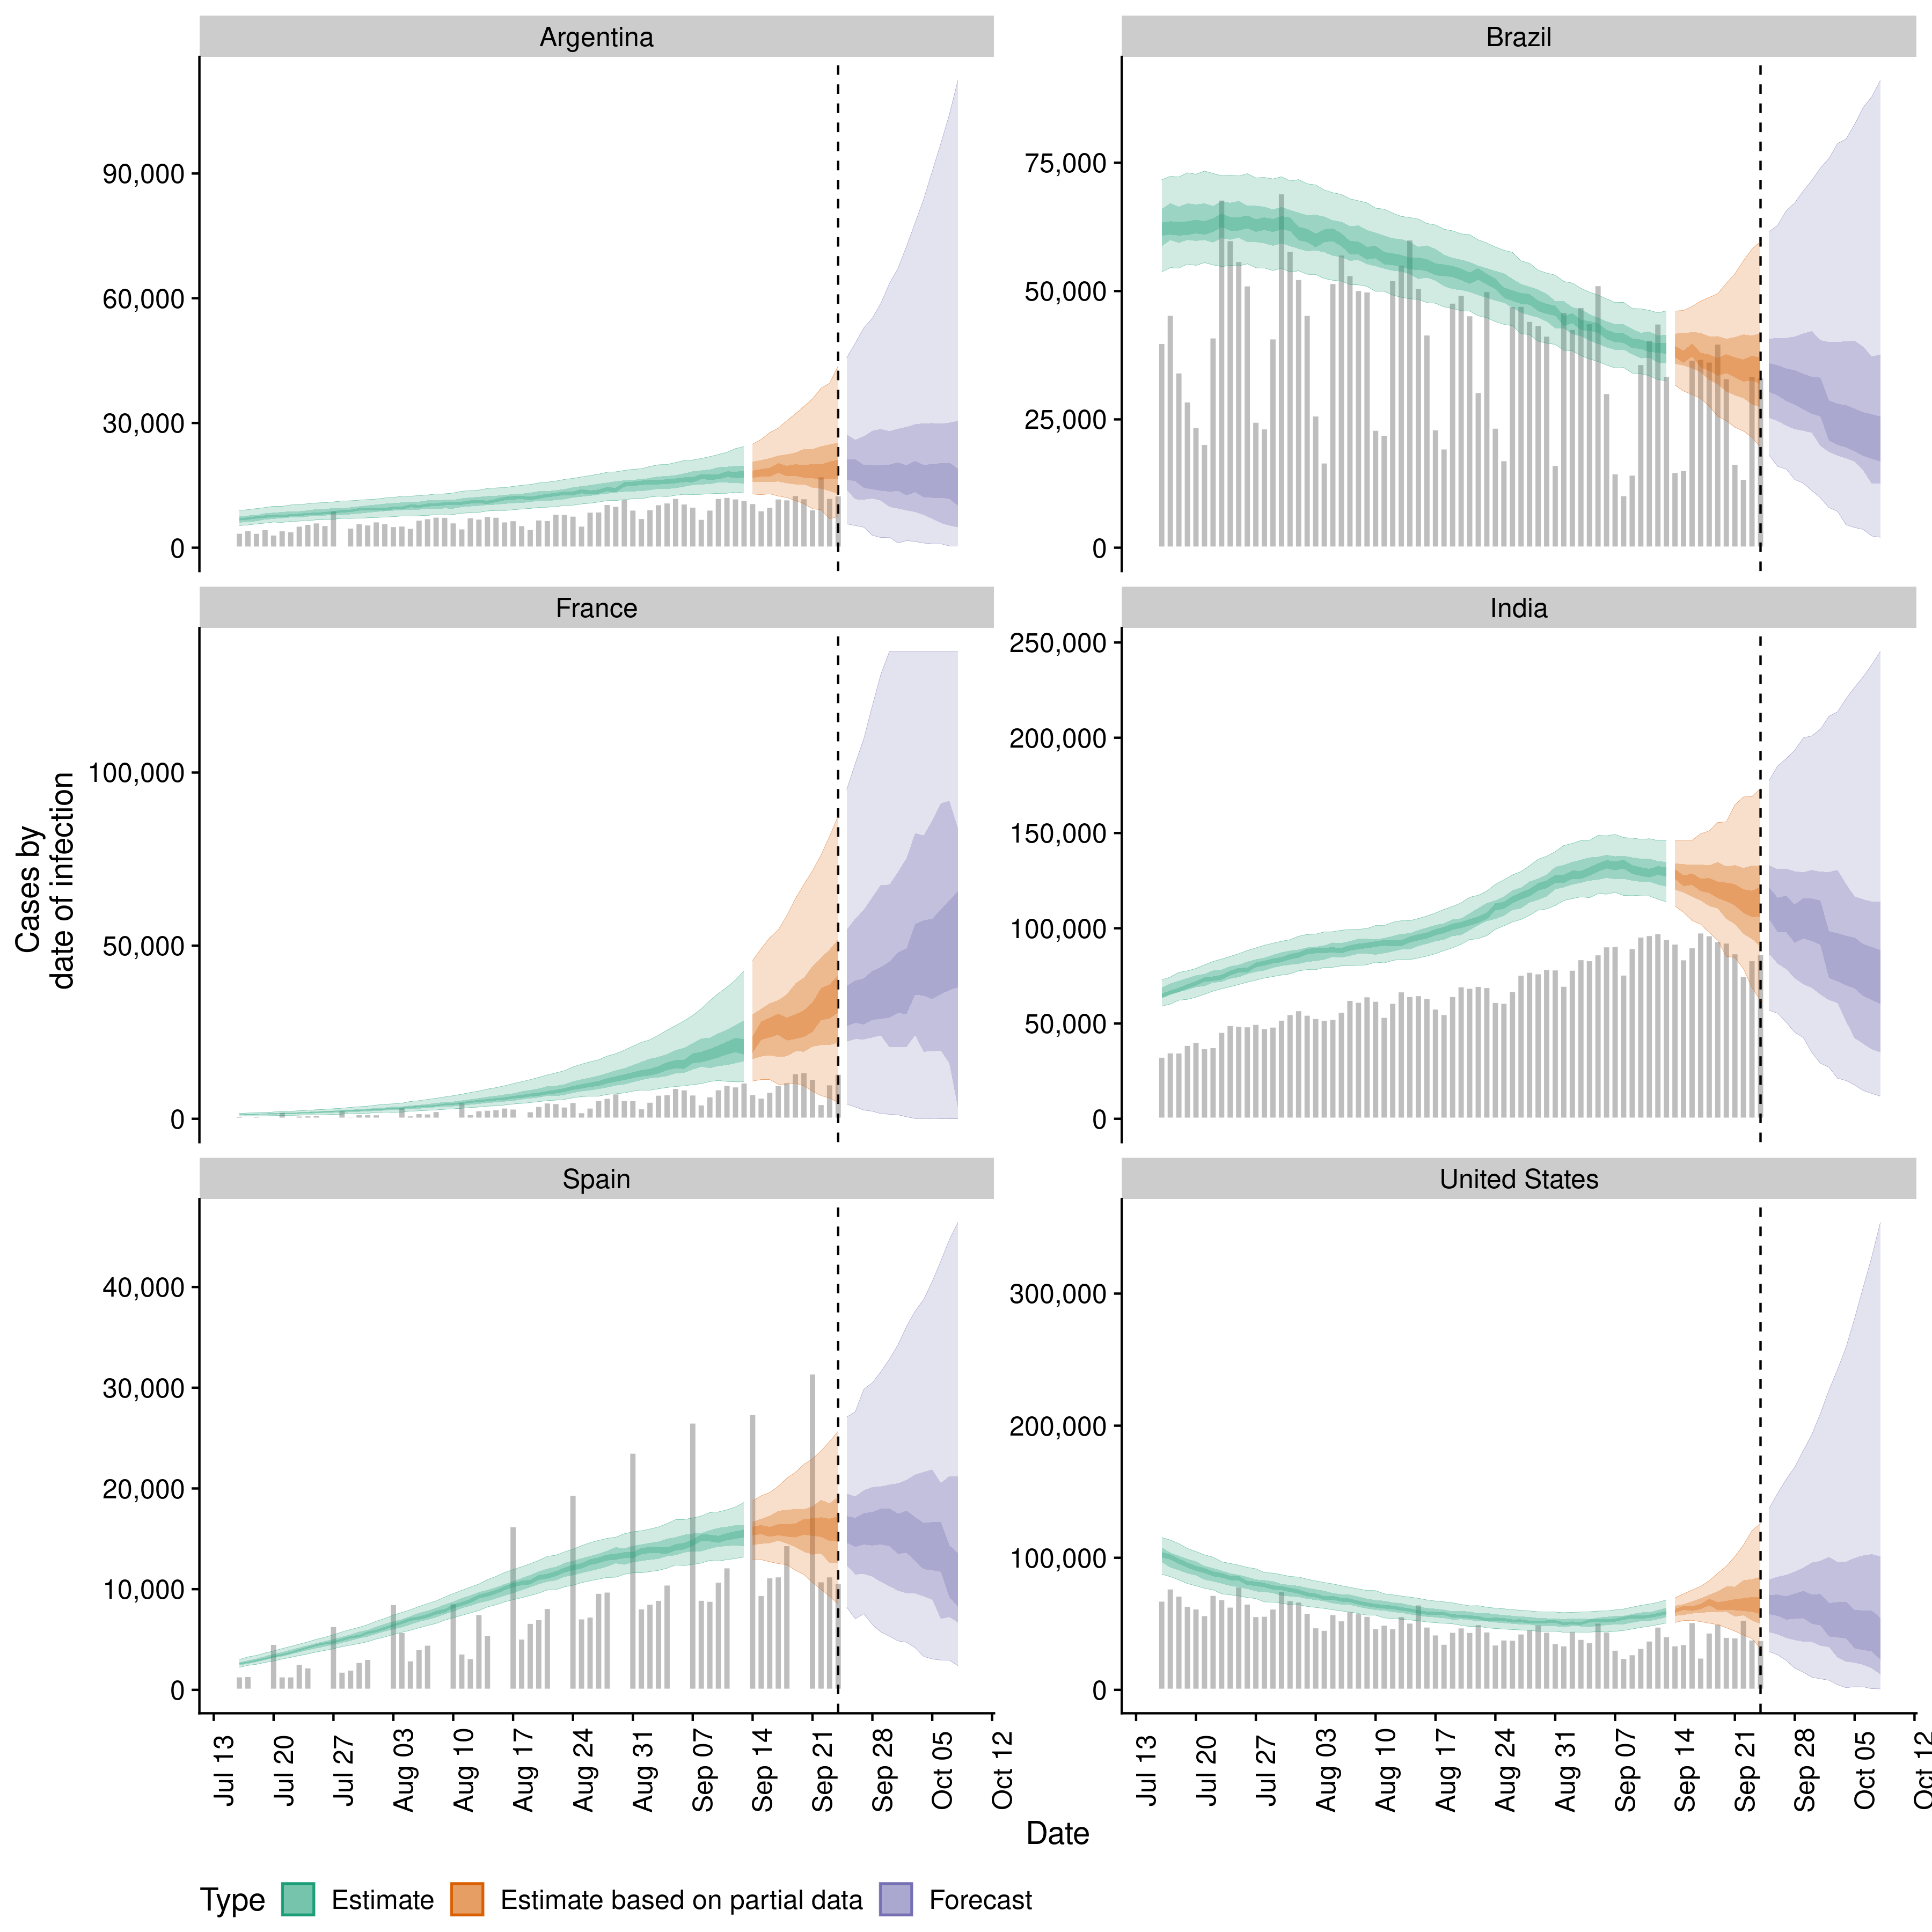 Argentina
Brazil
90,000
60,000
30,000
0
75,000
50,000
25,000
0
France
India
100,000
50,000
0
250,000
200,000
150,000
100,000
50,000
0
Cases by
date of infection
Spain
United States
40,000
30,000
20,000
10,000
0
300,000
200,000
100,000
0
Jul 13
Jul 20
Jul 27
Aug 03
Aug 10
Aug 17
Aug 24
Aug 31
Sep 07
Sep 14
Sep 21
Sep 28
Oct 05
Oct 12
Jul 13
Jul 20
Jul 27
Aug 03
Aug 10
Aug 17
Aug 24
Aug 31
Sep 07
Sep 14
Sep 21
Sep 28
Oct 05
Oct 12
Date
Type Estimate Estimate based on partial data Forecast